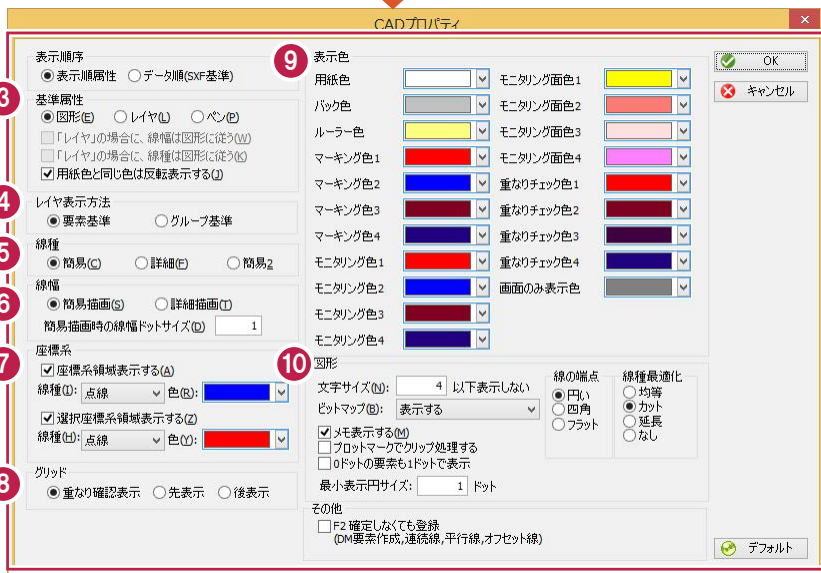 CADプロパティ
×
表示順序
表示順属性 データ順(SXF基準)
3
基準属性
図形(E) レイヤ(L) ペン(P)
「レイヤ」の場合に、線幅は図形に従う(W)
「レイヤ」の場合に、線種は図形に従う(K)
用紙色と同じ色は反転表示する(J)
4
レイヤ表示方法
要素基準 グループ基準
5
線種
簡易(C) 詳細(F) 簡易2
6
線幅
簡易描画(S) 詳細描画(T)
簡易描画時の線幅ドットサイズ(D) 1
7
座標系
座標系領域表示する(A)
線種(I): 点線 色(R):
選択座標系領域表示する(Z)
線種(H): 点線 色(Y):
8
グリッド
重なり確認表示 先表示 後表示
9
表示色
用紙色 モニタリング面色1
バック色 モニタリング面色2
ルーラー色 モニタリング面色3
マーキング色1 モニタリング面色4
マーキング色2 重なりチェック色1
マーキング色3 重なりチェック色2
マーキング色4 重なりチェック色3
モニタリング色1 重なりチェック色4
モニタリング色2 画面のみ表示色
モニタリング色3
モニタリング色4
10
図形
文字サイズ(N): 4 以下表示しない
ビットマップ(B): 表示する
メモ表示する(M)
プロットマークでクリップ処理する
0ドットの要素も1ドットで表示
最小表示円サイズ: 1 ドット
線の端点
円い
四角
フラット
線種最適化
均等
カット
延長
なし
その他
F2 確定しなくても登録
(DM要素作成,連続線,平行線,オフセット線)
OK
キャンセル
デフォルト